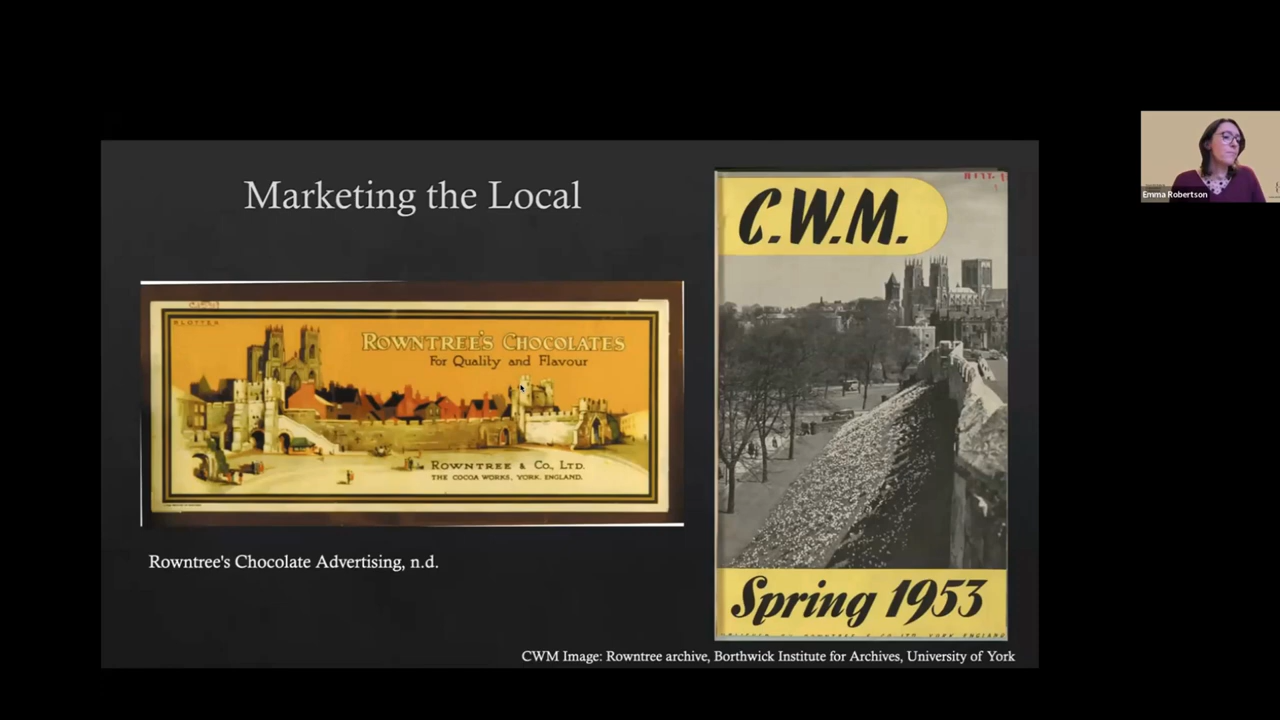 Marketing the Local
BLOTTER
ROWNTREE'S CHOCOLATES
For Quality and Flavour
ROWNTREE & CO., LTD.
THE COCOA WORKS, YORK, ENGLAND.
Rowntree's Chocolate Advertising, n.d.
C.W.M.
Spring 1953
CWM Image: Rowntree archive, Borthwick Institute for Archives, University of York
Emma Robertson